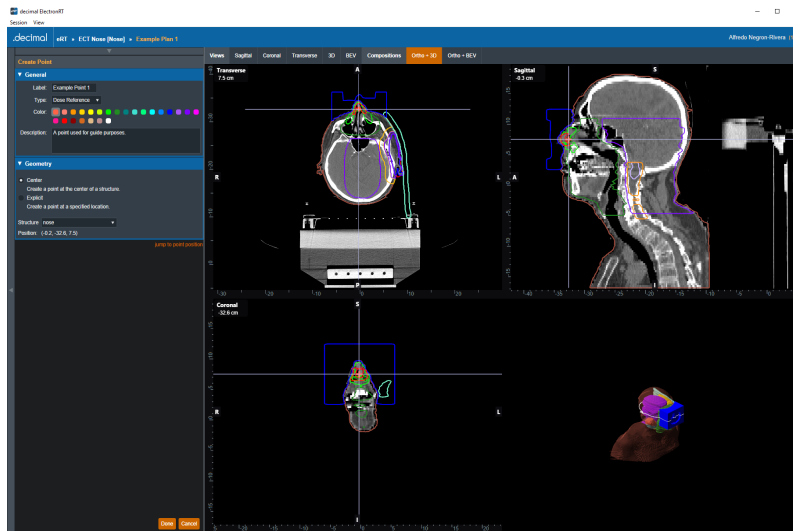 decimal ElectronRT
Session View
.decimal eRT ▸ ECT Nose [Nose] ▸ Example Plan 1
Alfredo Negron-Rivera
Create Point
General
Label: Example Point 1
Type: Dose Reference
Color:
Description: A point used for guide purposes.
Geometry
Center
Create a point at the center of a structure.
Explicit
Create a point at a specified location.
Structure nose
Position: (-0.2, -32.6, 7.5)
jump to point position
Done Cancel
Views Sagittal Coronal Transverse 3D BEV Compositions Ortho + 3D Ortho + BEV
Transverse
7.5 cm
A
R
L
P
Sagittal
-0.3 cm
S
A
I
Coronal
-32.6 cm
S
R
L
I